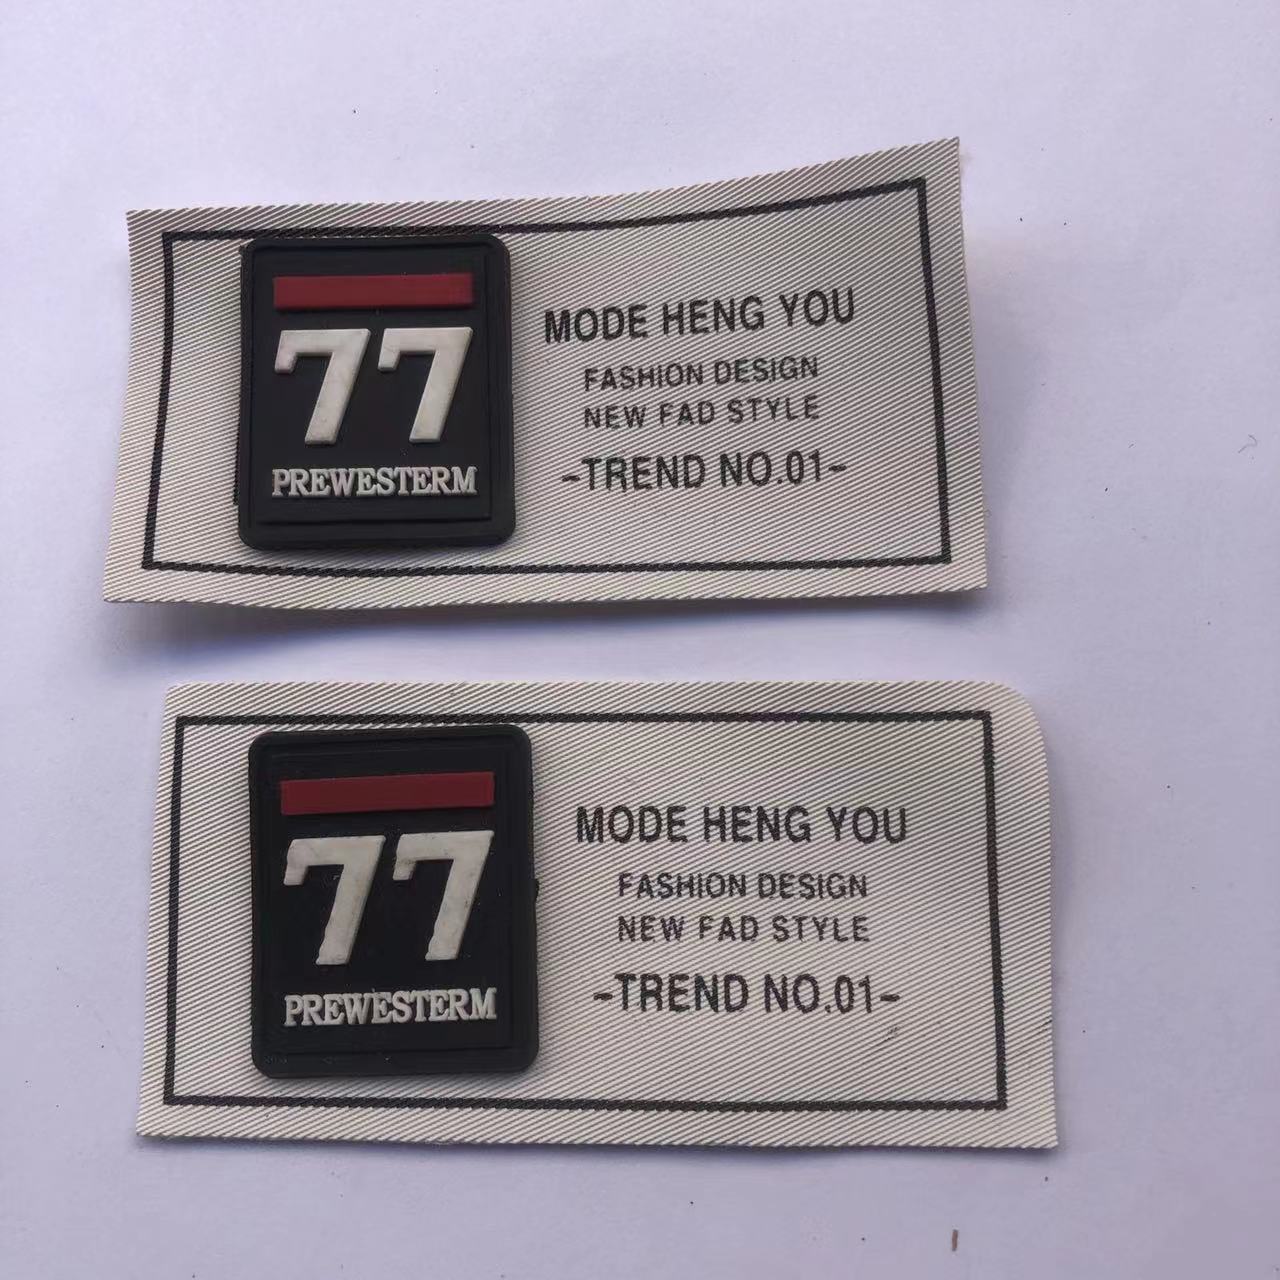 77
PREWESTERM
MODE HENG YOU
FASHION DESIGN
NEW FAD STYLE
-TREND NO.01-
77
PREWESTERM
MODE HENG YOU
FASHION DESIGN
NEW FAD STYLE
-TREND NO.01-